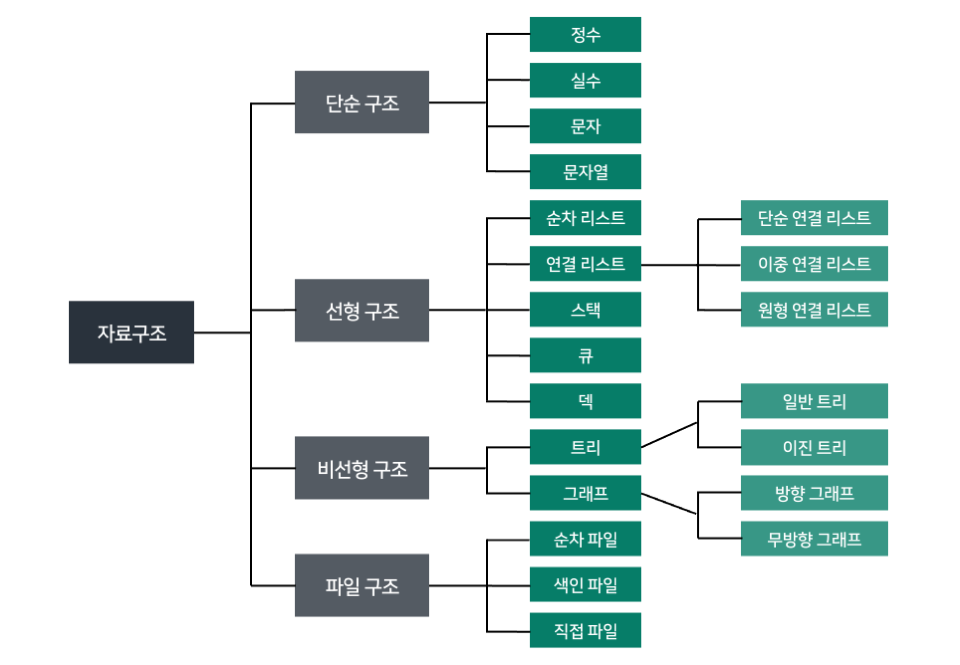 자료구조
단순 구조
정수
실수
문자
문자열
선형 구조
순차 리스트
연결 리스트
단순 연결 리스트
이중 연결 리스트
원형 연결 리스트
스택
큐
덱
비선형 구조
트리
일반 트리
이진 트리
그래프
방향 그래프
무방향 그래프
파일 구조
순차 파일
색인 파일
직접 파일